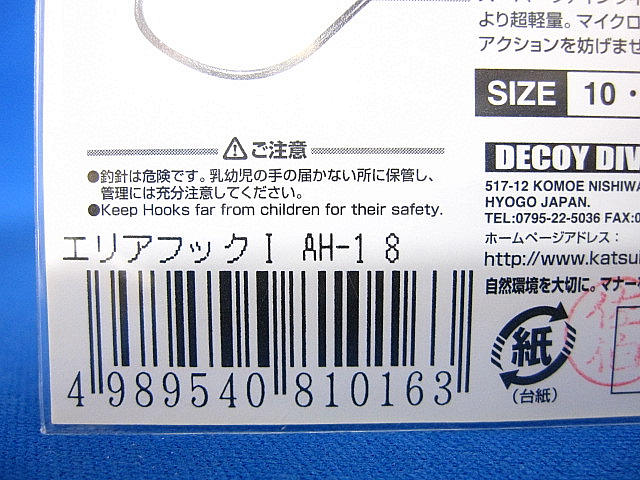 より超軽量。マイクロ
アクションを妨げませ
SIZE 10・
⚠ご注意
●釣針は危険です。乳幼児の手の届かない所に保管し、
管理には充分注意してください。
●Keep Hooks far from children for their safety.
DECOY DIV
517-12 KOMOE NISHIWA
HYOGO JAPAN.
TEL:0795-22-5036 FAX:0
ホームページアドレス：
http://www.katsui
自然環境を大切に。マナー
エリアフックI AH-1 8
4 989540 810163
紙
(台紙)